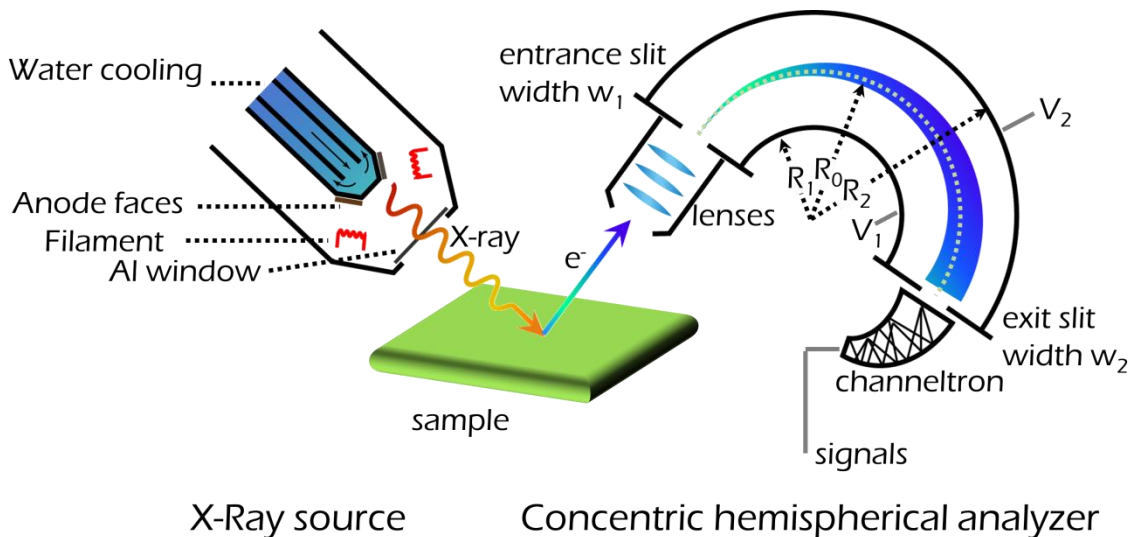 Water cooling
Anode faces
Filament
Al window
X-ray
e⁻
sample
entrance slit
width w₁
lenses
R₁
R₀
R₂
V₁
V₂
exit slit
width w₂
channeltron
signals
X-Ray source
Concentric hemispherical analyzer